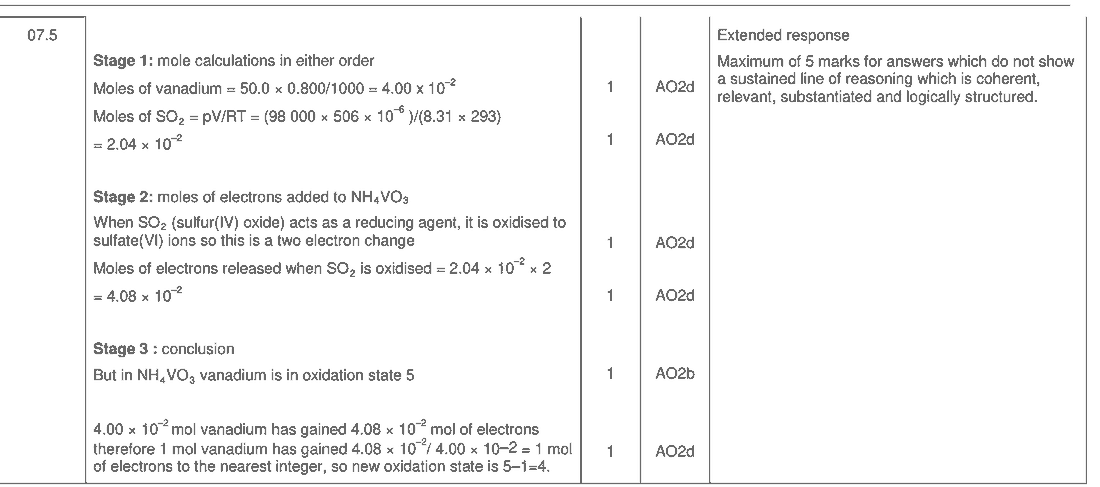 07.5
Extended response
Maximum of 5 marks for answers which do not show
a sustained line of reasoning which is coherent,
relevant, substantiated and logically structured.
Stage 1: mole calculations in either order
Moles of vanadium = 50.0 × 0.800/1000 = 4.00 x 10⁻² 1 AO2d
Moles of SO₂ = pV/RT = (98 000 × 506 × 10⁻⁶ )/(8.31 × 293)
= 2.04 × 10⁻² 1 AO2d
Stage 2: moles of electrons added to NH₄VO₃
When SO₂ (sulfur(IV) oxide) acts as a reducing agent, it is oxidised to
sulfate(VI) ions so this is a two electron change 1 AO2d
Moles of electrons released when SO₂ is oxidised = 2.04 × 10⁻² × 2
= 4.08 × 10⁻² 1 AO2d
Stage 3 : conclusion
But in NH₄VO₃ vanadium is in oxidation state 5 1 AO2b
4.00 × 10⁻² mol vanadium has gained 4.08 × 10⁻² mol of electrons
therefore 1 mol vanadium has gained 4.08 × 10⁻²/ 4.00 × 10–2 = 1 mol 1 AO2d
of electrons to the nearest integer, so new oxidation state is 5–1=4.